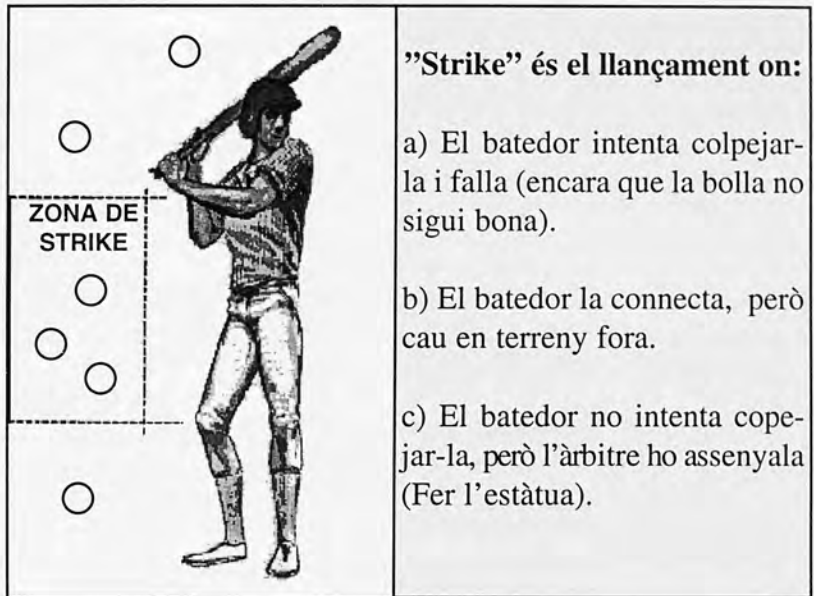 ZONA DE
STRIKE
”Strike” és el llançament on:
a) El batedor intenta colpejar-
la i falla (encara que la bolla no
sigui bona).
b) El batedor la connecta, però
cau en terreny fora.
c) El batedor no intenta cope-
jar-la, però l’àrbitre ho assenyala
(Fer l’estàtua).